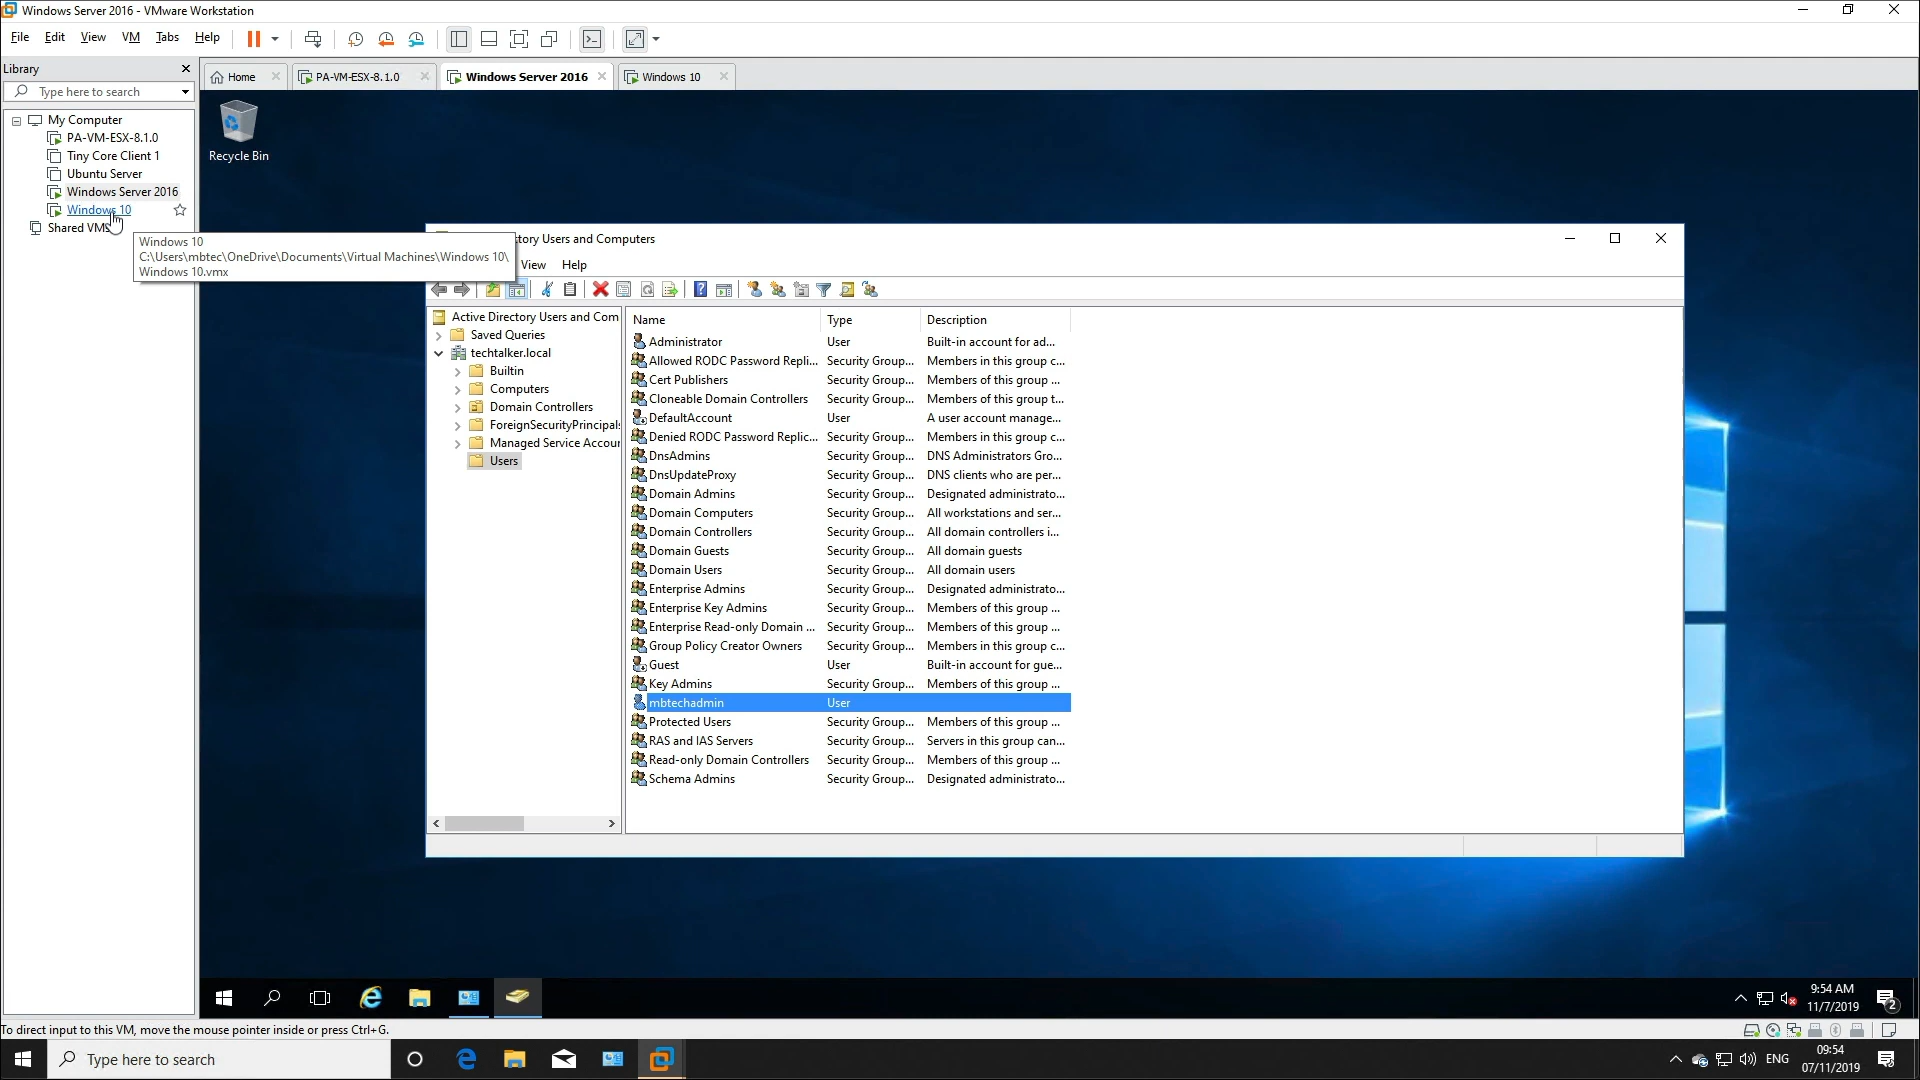 Windows Server 2016 - VMware Workstation
File Edit View VM Tabs Help
Library
Type here to search
Home PA-VM-ESX-8.1.0 Windows Server 2016 Windows 10
My Computer
PA-VM-ESX-8.1.0
Tiny Core Client 1
Ubuntu Server
Windows Server 2016
Windows 10
Shared VMs
Windows 10
C:\Users\mbtec\OneDrive\Documents\Virtual Machines\Windows 10\
Windows 10.vmx
Recycle Bin
Users and Computers
View Help
Active Directory Users and Com
Saved Queries
techtalker.local
Builtin
Computers
Domain Controllers
ForeignSecurityPrincipals
Managed Service Accour
Users
Name Type Description
Administrator User Built-in account for ad...
Allowed RODC Password Repli... Security Group... Members in this group c...
Cert Publishers Security Group... Members of this group ...
Cloneable Domain Controllers Security Group... Members of this group t...
DefaultAccount User A user account manage...
Denied RODC Password Replic... Security Group... Members in this group c...
DnsAdmins Security Group... DNS Administrators Gro...
DnsUpdateProxy Security Group... DNS clients who are per...
Domain Admins Security Group... Designated administrato...
Domain Computers Security Group... All workstations and ser...
Domain Controllers Security Group... All domain controllers i...
Domain Guests Security Group... All domain guests
Domain Users Security Group... All domain users
Enterprise Admins Security Group... Designated administrato...
Enterprise Key Admins Security Group... Members of this group ...
Enterprise Read-only Domain ... Security Group... Members of this group ...
Group Policy Creator Owners Security Group... Members in this group c...
Guest User Built-in account for gue...
Key Admins Security Group... Members of this group ...
mbtechadmin User
Protected Users Security Group... Members of this group ...
RAS and IAS Servers Security Group... Servers in this group can...
Read-only Domain Controllers Security Group... Members of this group ...
Schema Admins Security Group... Designated administrato...
9:54 AM
11/7/2019
2
To direct input to this VM, move the mouse pointer inside or press Ctrl+G.
Type here to search
ENG
09:54
07/11/2019